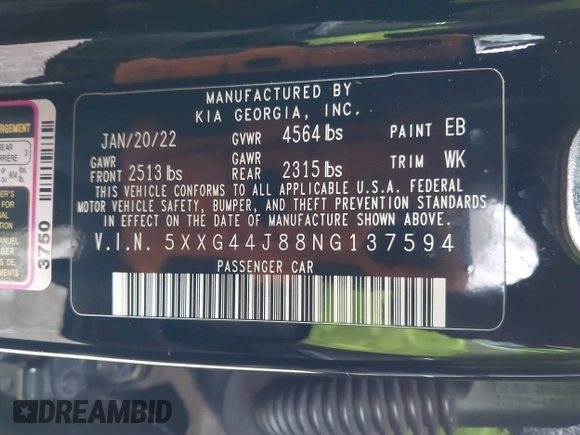 MANUFACTURED BY
KIA GEORGIA, INC.
JAN/20/22 GVWR 4564 lbs PAINT EB
GAWR FRONT 2513 lbs GAWR REAR 2315 lbs TRIM WK
THIS VEHICLE CONFORMS TO ALL APPLICABLE U.S.A. FEDERAL
MOTOR VEHICLE SAFETY, BUMPER, AND THEFT PREVENTION STANDARDS
IN EFFECT ON THE DATE OF MANUFACTURE SHOWN ABOVE.
V.I.N. 5XXG44J88NG137594
PASSENGER CAR
3750
DREAMBID